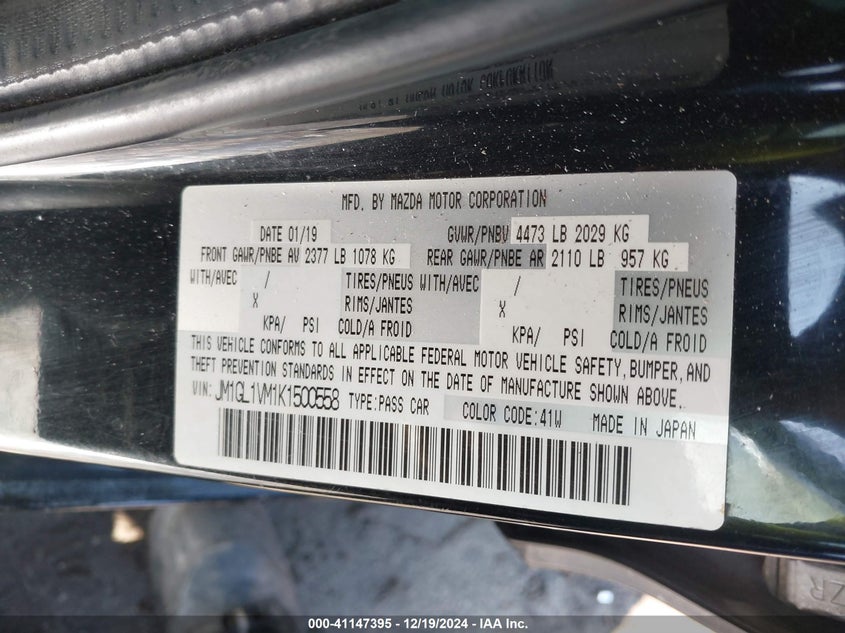 MFD. BY MAZDA MOTOR CORPORATION
DATE 01/19 GVWR/PNBV 4473 LB 2029 KG
FRONT GAWR/PNBE AV 2377 LB 1078 KG REAR GAWR/PNBE AR 2110 LB 957 KG
WITH/AVEC / TIRES/PNEUS WITH/AVEC / TIRES/PNEUS
X RIMS/JANTES X RIMS/JANTES
KPA/ PSI COLD/A FROID KPA/ PSI COLD/A FROID
THIS VEHICLE CONFORMS TO ALL APPLICABLE FEDERAL MOTOR VEHICLE SAFETY, BUMPER, AND
THEFT PREVENTION STANDARDS IN EFFECT ON THE DATE OF MANUFACTURE SHOWN ABOVE.
VIN: JM1GL1VM1K1500558 TYPE:PASS CAR COLOR CODE:41W MADE IN JAPAN
ZR
000-41147395 - 12/19/2024 - IAA Inc.